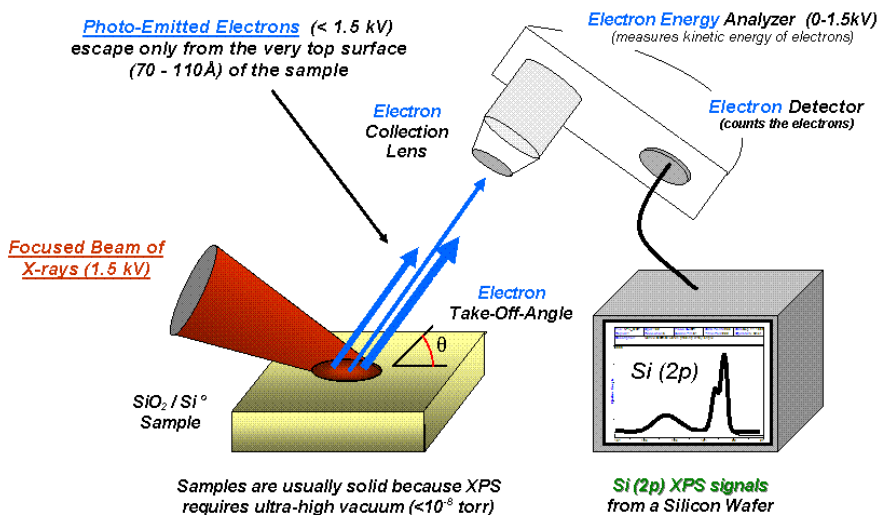 Photo-Emitted Electrons (< 1.5 kV)
escape only from the very top surface
(70 - 110Å) of the sample
Electron Energy Analyzer (0-1.5kV)
(measures kinetic energy of electrons)
Electron Detector
(counts the electrons)
Electron
Collection
Lens
Focused Beam of
X-rays (1.5 kV)
Electron
Take-Off-Angle
θ
Si (2p)
SiO₂ / Si °
Sample
Samples are usually solid because XPS
requires ultra-high vacuum (<10⁻⁸ torr)
Si (2p) XPS signals
from a Silicon Wafer